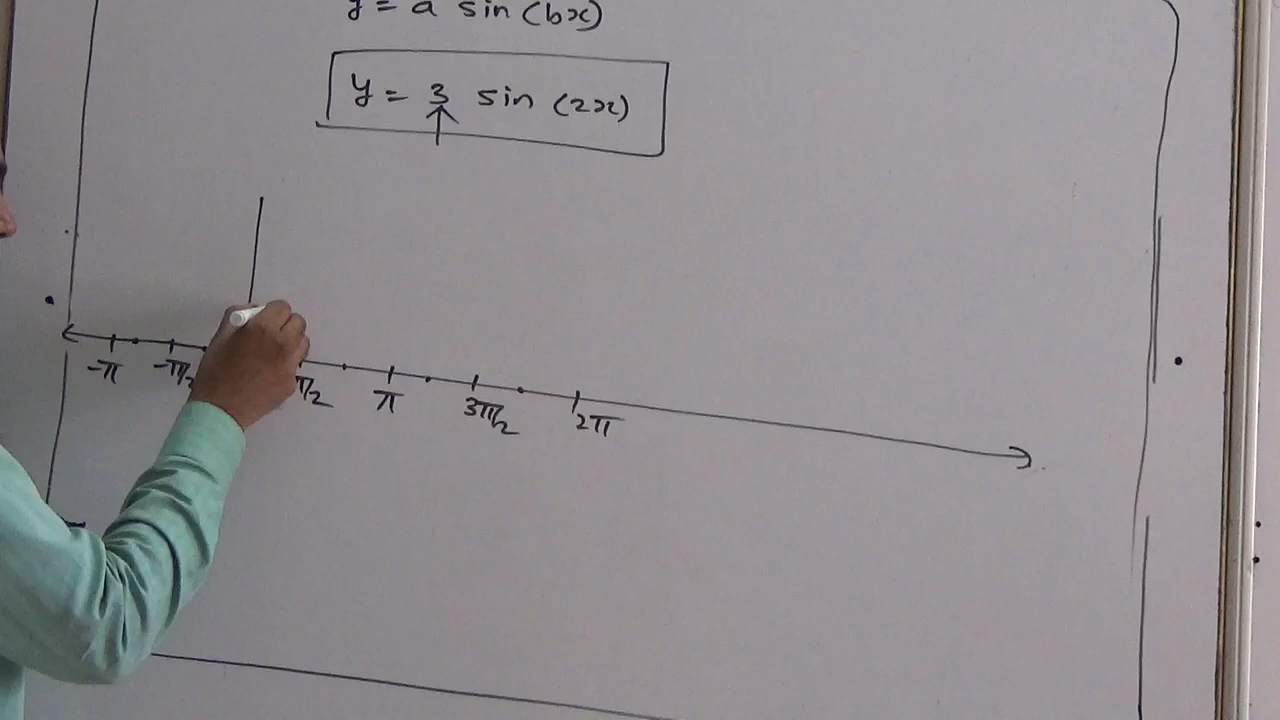 y = a sin (bx)
y = 3 sin (2x)
-π -π/2 π/2 π 3π/2 2π